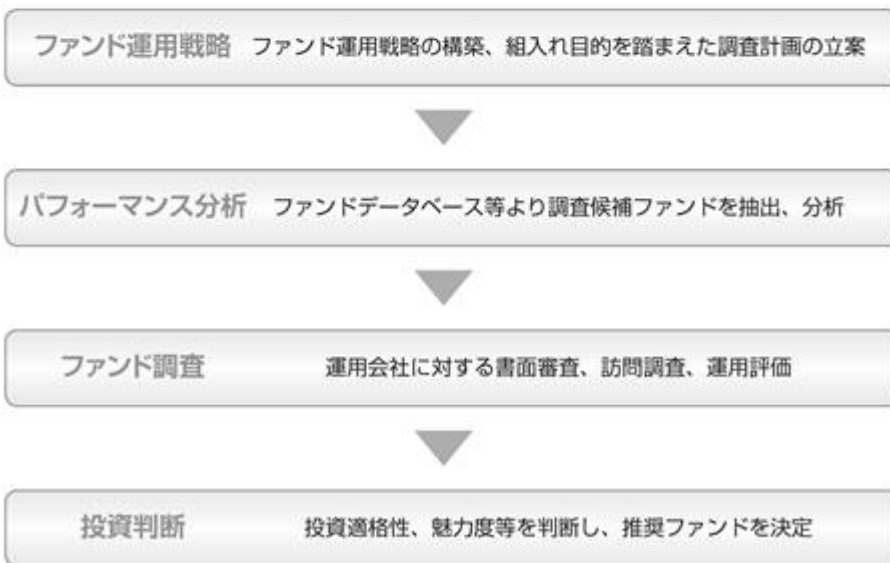 ファンド運用戦略 ファンド運用戦略の構築、組入れ目的を踏まえた調査計画の立案
パフォーマンス分析 ファンドデータベース等より調査候補ファンドを抽出、分析
ファンド調査 運用会社に対する書面審査、訪問調査、運用評価
投資判断 投資適格性、魅力度等を判断し、推奨ファンドを決定